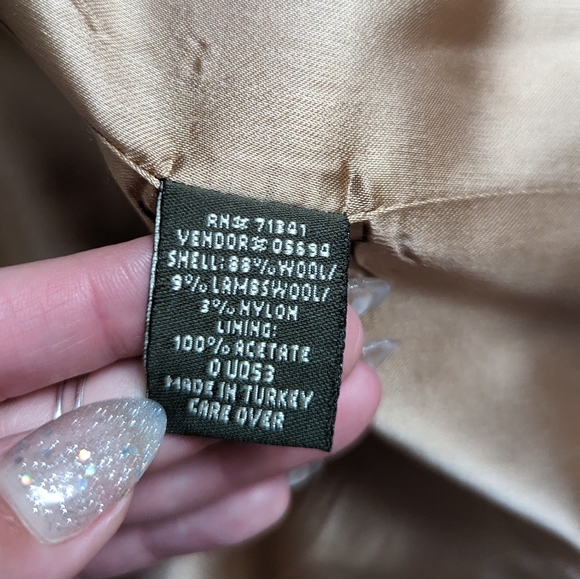 RN# 71341
VENDOR# 05694
SHELL: 88% WOOL/
9% LAMBSWOOL/
3% NYLON
LINING:
100% ACETATE
0 U053
MADE IN TURKEY
CARE OVER